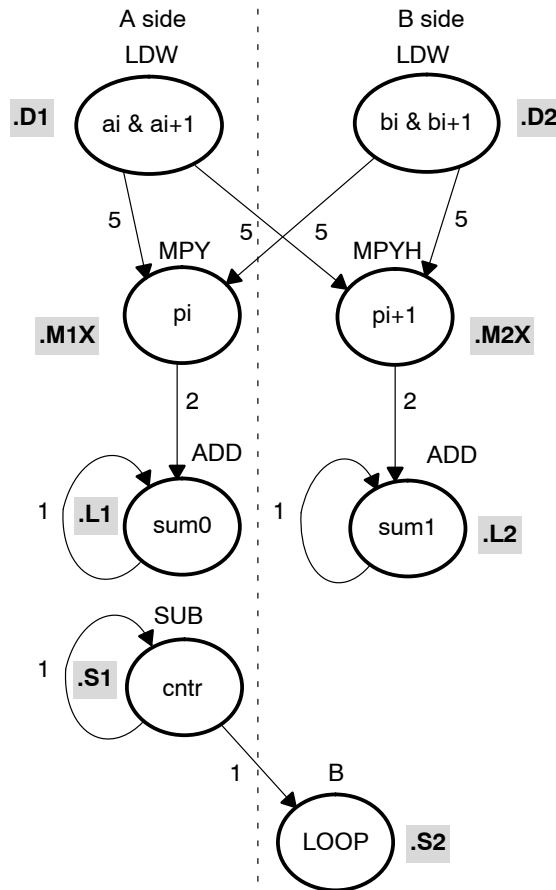 A side B side
LDW LDW
.D1 ai & ai+1 bi & bi+1 .D2
5 5 5 5
MPY MPYH
pi pi+1
.M1X .M2X
2 2
ADD ADD
1 .L1 sum0 1 sum1 .L2
SUB
1 .S1 cntr
1 B
LOOP .S2